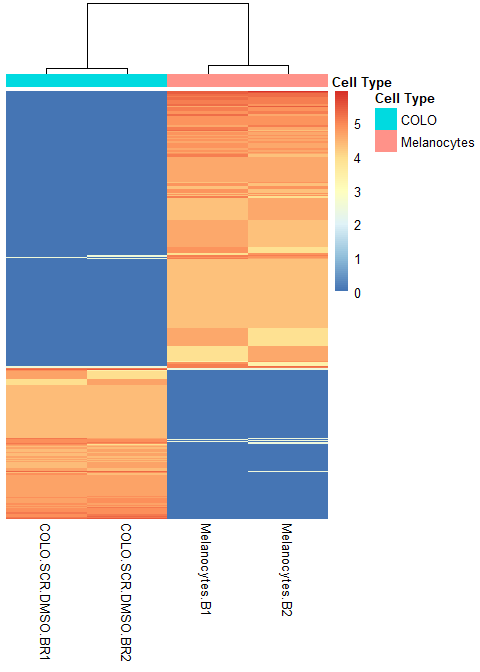 Cell Type
Cell Type
COLO
Melanocytes
5
4
3
2
1
0
COLO.SCR.DMSO.BR1
COLO.SCR.DMSO.BR2
Melanocytes.B1
Melanocytes.B2